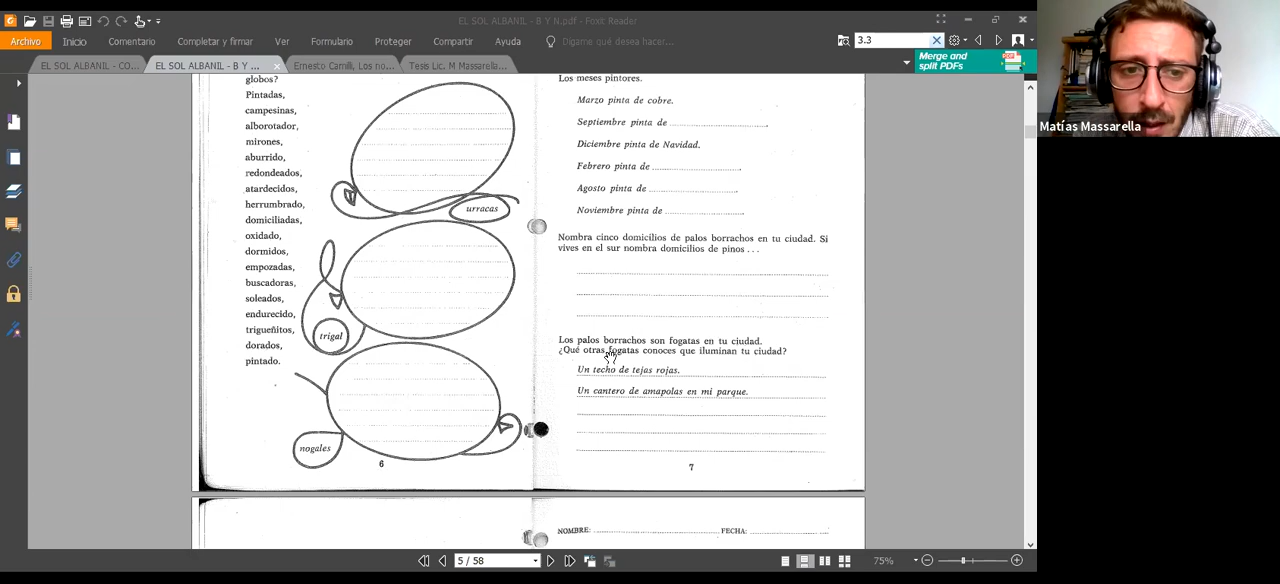 EL SOL ALBANIL - B Y N.pdf - Foxit Reader
Archivo Inicio Comentario Completar y firmar Ver Formulario Proteger Compartir Ayuda Dígame qué desea hacer... 3.3
EL SOL ALBANIL - CO... EL SOL ALBANIL - B Y ... Ernesto Camilli, Los no... Tesis Lic. M Massarella...
Merge and
split PDFs
globos?
Pintadas,
campesinas,
alborotador,
mirones,
aburrido,
redondeados,
atardecidos,
herrumbrado,
domiciliadas,
oxidado,
dormidos,
empozadas,
buscadoras,
soleados,
endurecido,
trigueñitos,
dorados,
pintado.
urracas
trigal
nogales
6
Los meses pintores.
Marzo pinta de cobre.
Septiembre pinta de
Diciembre pinta de Navidad.
Febrero pinta de
Agosto pinta de
Noviembre pinta de
Nombra cinco domicilios de palos borrachos en tu ciudad. Si
vives en el sur nombra domicilios de pinos . . .
Los palos borrachos son fogatas en tu ciudad.
¿Qué otras fogatas conoces que iluminan tu ciudad?
Un techo de tejas rojas.
Un cantero de amapolas en mi parque.
7
NOMBRE: FECHA:
5 / 58
75%
Matías Massarella